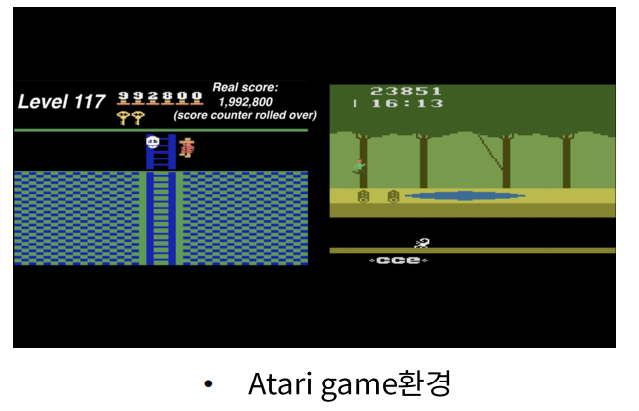 Level 117
992800
Real score:
1,992,800
(score counter rolled over)
23851
16:13
cce
• Atari game환경